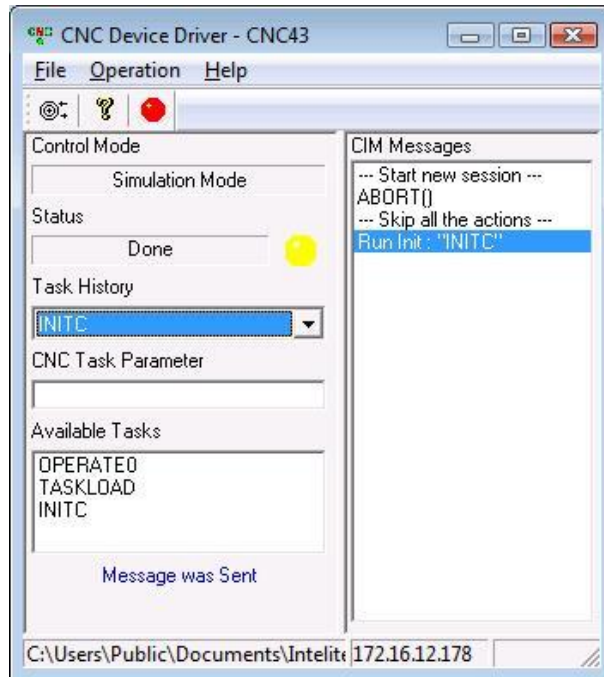 CNC Device Driver - CNC43
File Operation Help
Control Mode
Simulation Mode
Status
Done
Task History
INITC
CNC Task Parameter
Available Tasks
OPERATE0
TASKLOAD
INITC
Message was Sent
CIM Messages
--- Start new session ---
ABORT()
--- Skip all the actions ---
Run Init : "INITC"
C:\Users\Public\Documents\Intelite 172.16.12.178